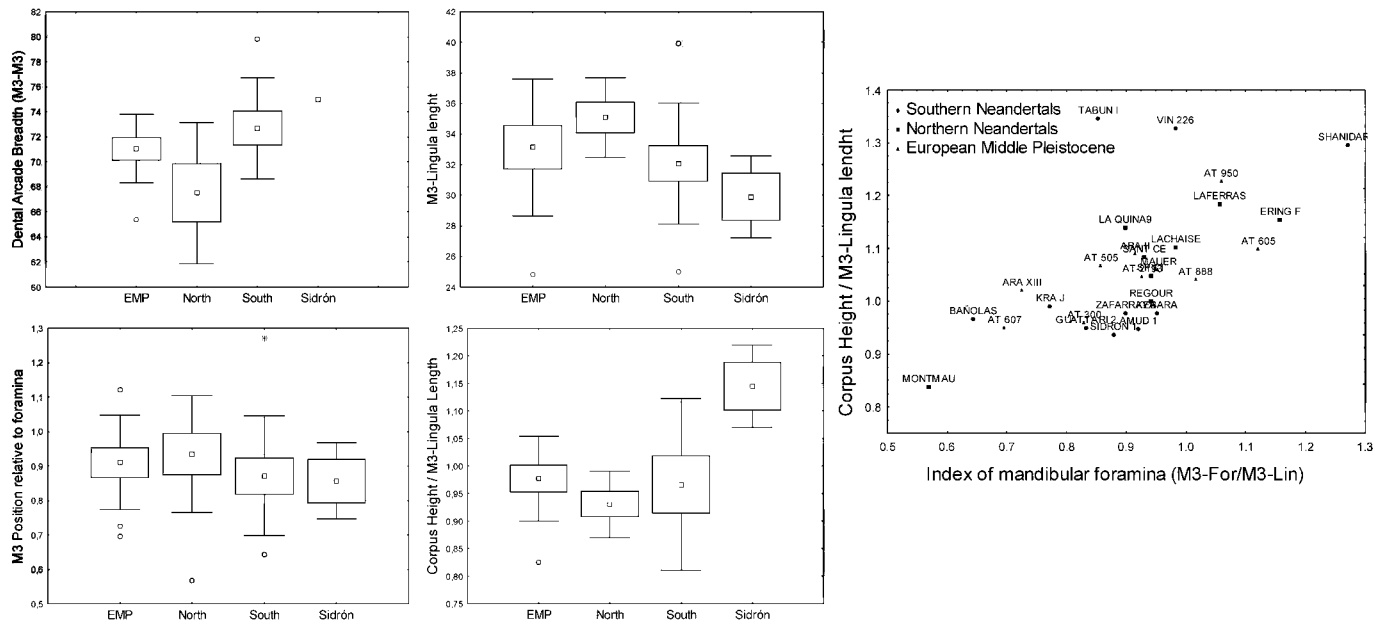 Dental Arcade Breadth (M3-M3)
82
80
78
76
74
72
70
68
66
64
62
60
EMP North South Sidrón
M3-Lingula lenght
42
40
38
36
34
32
30
28
26
24
EMP North South Sidrón
M3 Position relative to foramina
1,3
1,2
1,1
1,0
0,9
0,8
0,7
0,6
0,5
EMP North South Sidrón
Corpus Height / M3-Lingula Length
1,25
1,20
1,15
1,10
1,05
1,00
0,95
0,90
0,85
0,80
0,75
EMP North South Sidrón
Corpus Height / M3-Lingula lendht
1.4
1.3
1.2
1.1
1.0
0.9
0.8
Southern Neandertals
Northern Neandertals
European Middle Pleistocene
TABUN I
VIN 226
SHANIDAR
AT 950
LAFERRAS
ERING F
LA QUINA9
LACHAISE
AT 605
SANT CE
AT 505
MAUER
AT 888
ARA XIII
REGOUR
KRA J
BAÑOLAS
AT 607
AT 300
GUATTARI 2
AMUD 1
SIDRON 1
MONTMAU
0.5 0.6 0.7 0.8 0.9 1.0 1.1 1.2 1.3
Index of mandibular foramina (M3-For/M3-Lin)